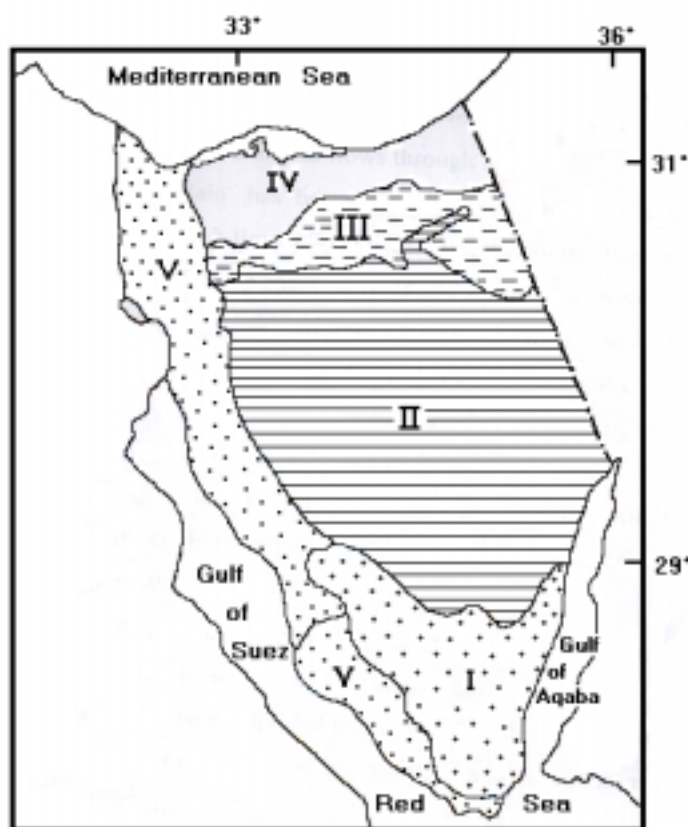 33°
36°
Mediterranean Sea
31°
IV
III
V
II
29°
Gulf
of
Suez
Gulf
of
Aqaba
V
I
Red Sea